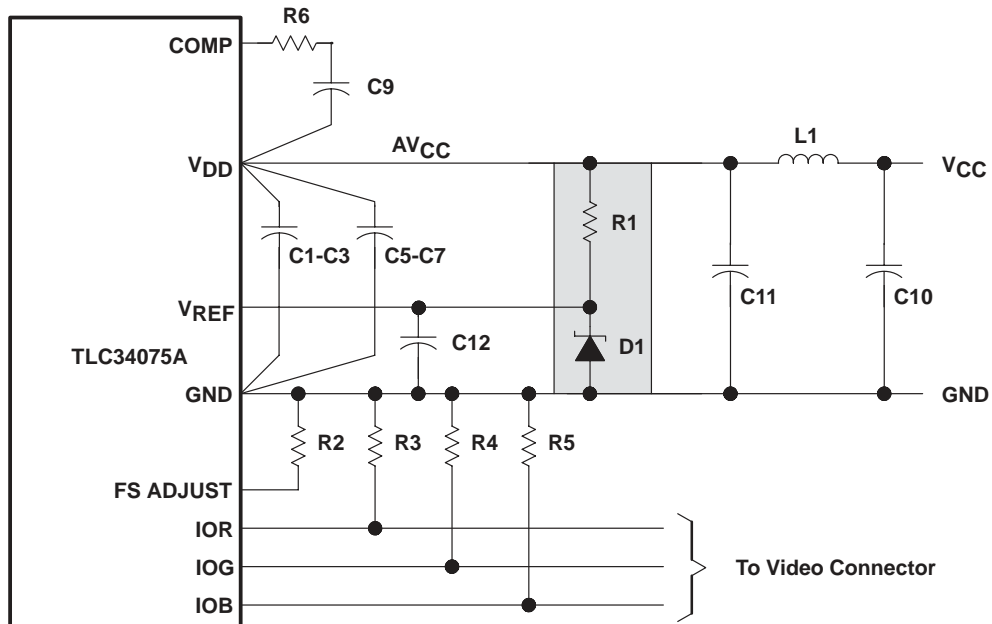 R6
COMP
C9
L1
AVCC
VDD
VCC
R1
C1-C3
C5-C7
C11
C10
VREF
C12
D1
TLC34075A
GND
GND
R2
R3
R4
R5
FS ADJUST
IOR
IOG
To Video Connector
IOB